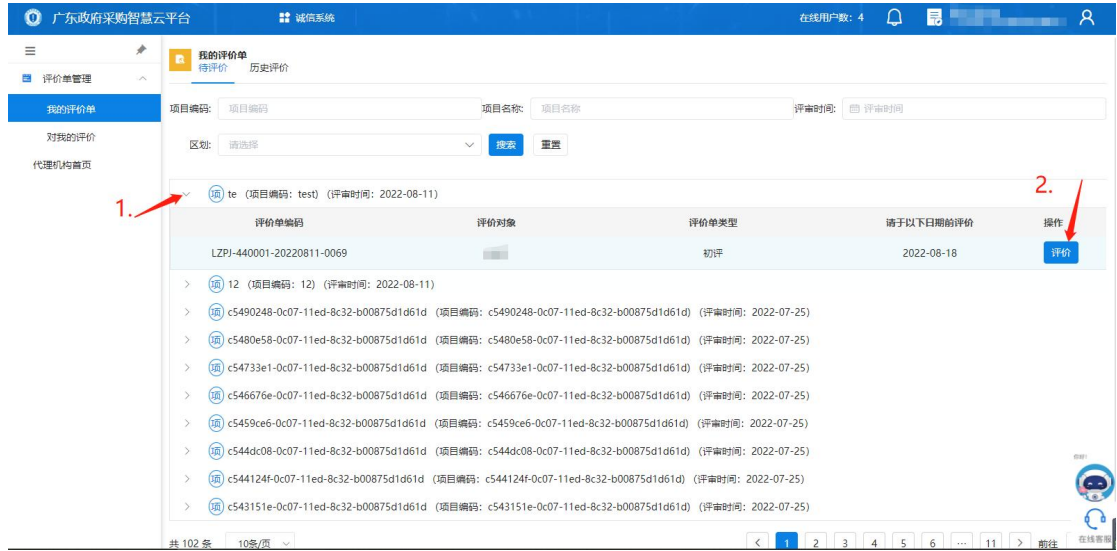 广东政府采购智慧云平台
诚信系统
在线用户数：4
评价单管理
我的评价单
对我的评价
代理机构首页
我的评价单
待评价 历史评价
项目编码: 项目编码 项目名称: 项目名称 评审时间: 评审时间
区划: 请选择 搜索 重置
1.
2.
项 te （项目编码：test）（评审时间：2022-08-11）
评价单编码 评价对象 评价单类型 请于以下日期前评价 操作
LZPJ-440001-20220811-0069 初评 2022-08-18 评价
项 12 （项目编码：12）（评审时间：2022-08-11）
项 c5490248-0c07-11ed-8c32-b00875d1d61d （项目编码：c5490248-0c07-11ed-8c32-b00875d1d61d）（评审时间：2022-07-25）
项 c5480e58-0c07-11ed-8c32-b00875d1d61d （项目编码：c5480e58-0c07-11ed-8c32-b00875d1d61d）（评审时间：2022-07-25）
项 c54733e1-0c07-11ed-8c32-b00875d1d61d （项目编码：c54733e1-0c07-11ed-8c32-b00875d1d61d）（评审时间：2022-07-25）
项 c546676e-0c07-11ed-8c32-b00875d1d61d （项目编码：c546676e-0c07-11ed-8c32-b00875d1d61d）（评审时间：2022-07-25）
项 c5459ce6-0c07-11ed-8c32-b00875d1d61d （项目编码：c5459ce6-0c07-11ed-8c32-b00875d1d61d）（评审时间：2022-07-25）
项 c544dc08-0c07-11ed-8c32-b00875d1d61d （项目编码：c544dc08-0c07-11ed-8c32-b00875d1d61d）（评审时间：2022-07-25）
项 c544124f-0c07-11ed-8c32-b00875d1d61d （项目编码：c544124f-0c07-11ed-8c32-b00875d1d61d）（评审时间：2022-07-25）
项 c543151e-0c07-11ed-8c32-b00875d1d61d （项目编码：c543151e-0c07-11ed-8c32-b00875d1d61d）（评审时间：2022-07-25）
共 102 条 10条/页 < 1 2 3 4 5 6 ··· 11 > 前往
在线客服